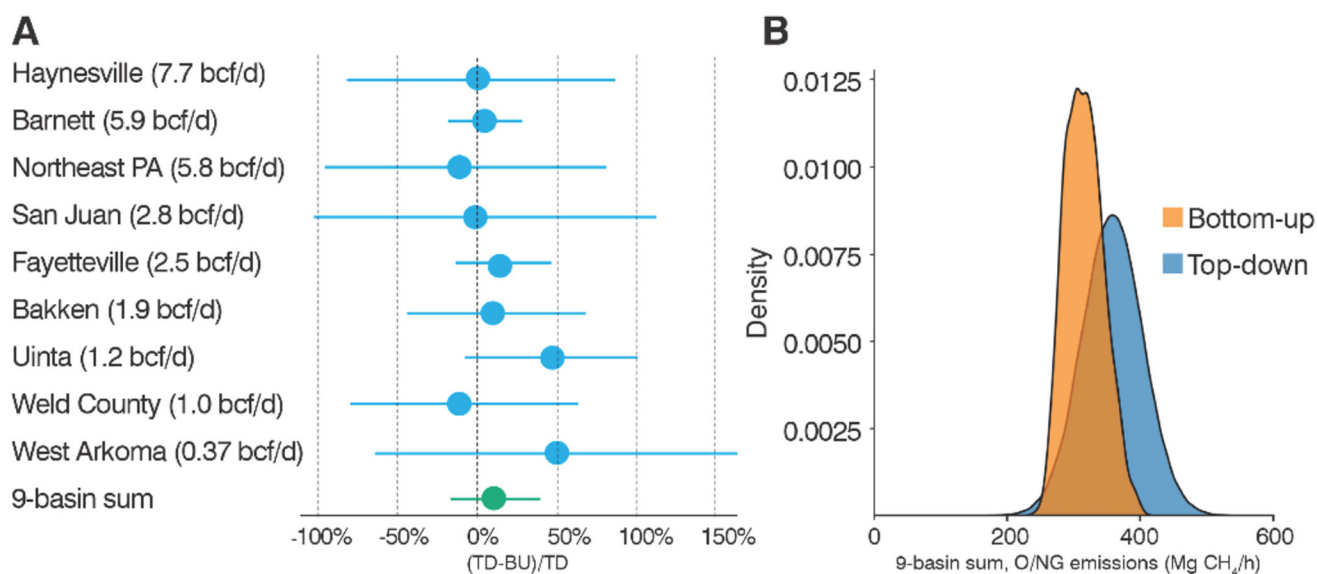 A
Haynesville (7.7 bcf/d)
Barnett (5.9 bcf/d)
Northeast PA (5.8 bcf/d)
San Juan (2.8 bcf/d)
Fayetteville (2.5 bcf/d)
Bakken (1.9 bcf/d)
Uinta (1.2 bcf/d)
Weld County (1.0 bcf/d)
West Arkoma (0.37 bcf/d)
9-basin sum
-100% -50% 0% 50% 100% 150%
(TD-BU)/TD
B
0.0125
0.0100
0.0075
0.0050
0.0025
Density
Bottom-up
Top-down
0 200 400 600
9-basin sum, O/NG emissions (Mg CH₄/h)